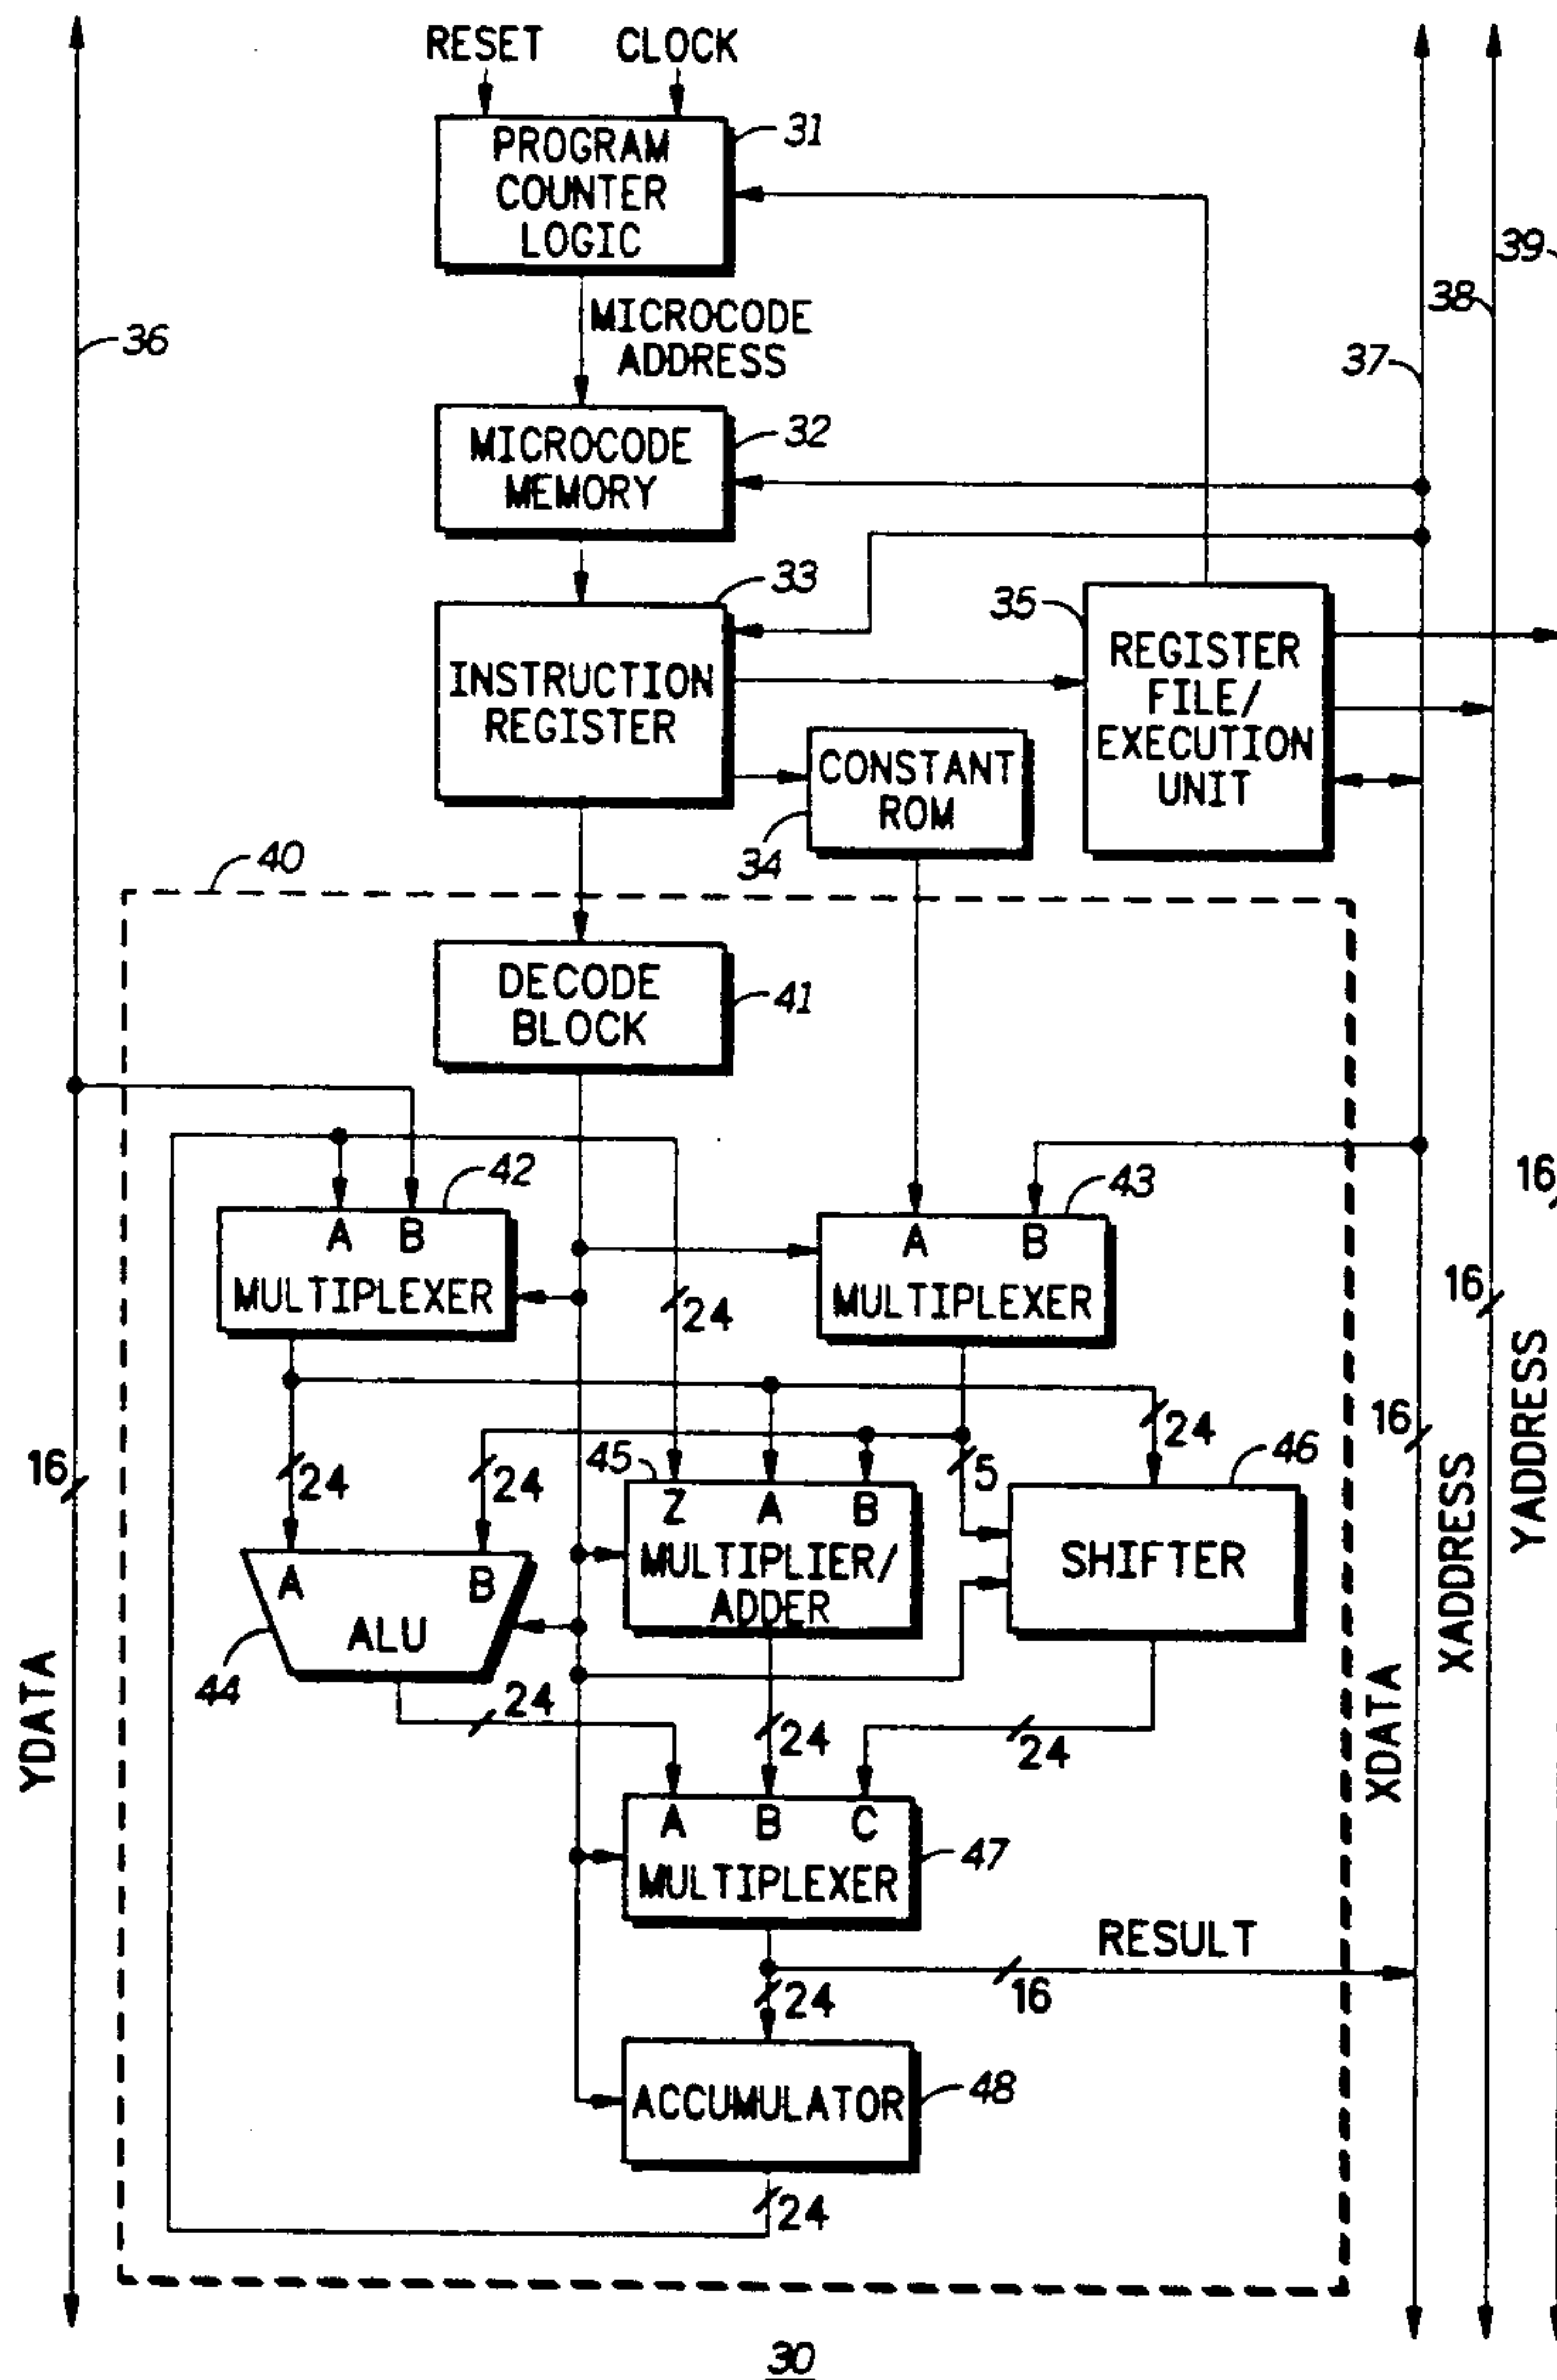 RESET CLOCK
PROGRAM
COUNTER
LOGIC
31
39
38
MICROCODE
ADDRESS
36
37
MICROCODE
MEMORY
32
33
35
INSTRUCTION
REGISTER
REGISTER
FILE/
EXECUTION
UNIT
CONSTANT
ROM
34
40
DECODE
BLOCK
41
42
43
16
A B
MULTIPLEXER
A B
MULTIPLEXER
24
16
YADDRESS
24
16
45
46
16
24
24
5
XADDRESS
Z A B
MULTIPLIER/
ADDER
SHIFTER
A B
ALU
44
YDATA
24
24
24
XDATA
A B C
MULTIPLEXER
47
RESULT
24
16
ACCUMULATOR
48
24
30